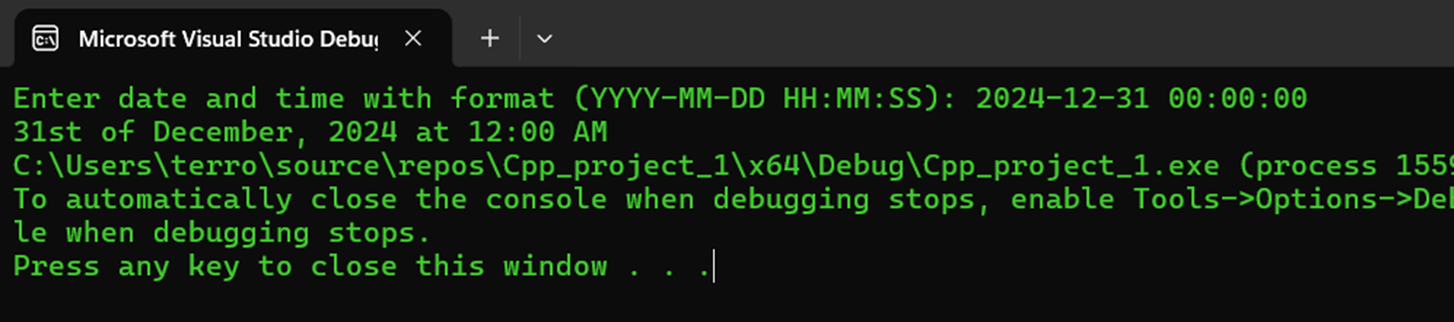 Microsoft Visual Studio
Enter date and time with format (YYYY-MM-DD HH:MM:SS): 2024-12-31 00:00:00
31st of December, 2024 at 12:00 AM
C:\Users\terro\source\repos\Cpp_project_1\x64\Debug\Cpp_project_1.exe (process 155
To automatically close the console when debugging stops, enable Tools->Options->De
le when debugging stops.
Press any key to close this window . . .